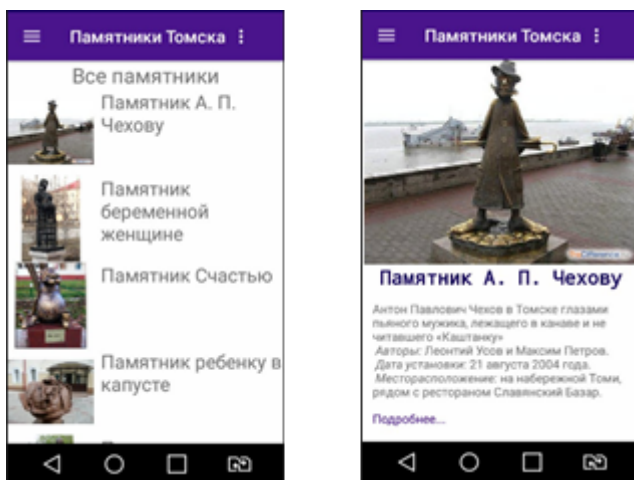 Памятники Томска
Все памятники
Памятник А. П.
Чехову
Памятник
беременной
женщине
Памятник Счастью
Памятник ребенку в
капусте
Памятники Томска
Памятник А. П. Чехову
Антон Павлович Чехов в Томске глазами
пьяного мужика, лежащего в канаве и не
читавшего «Каштанку»
Авторы: Леонтий Усов и Максим Петров.
Дата установки: 21 августа 2004 года.
Месторасположение: на набережной Томи,
рядом с рестораном Славянский Базар.
Подробнее...